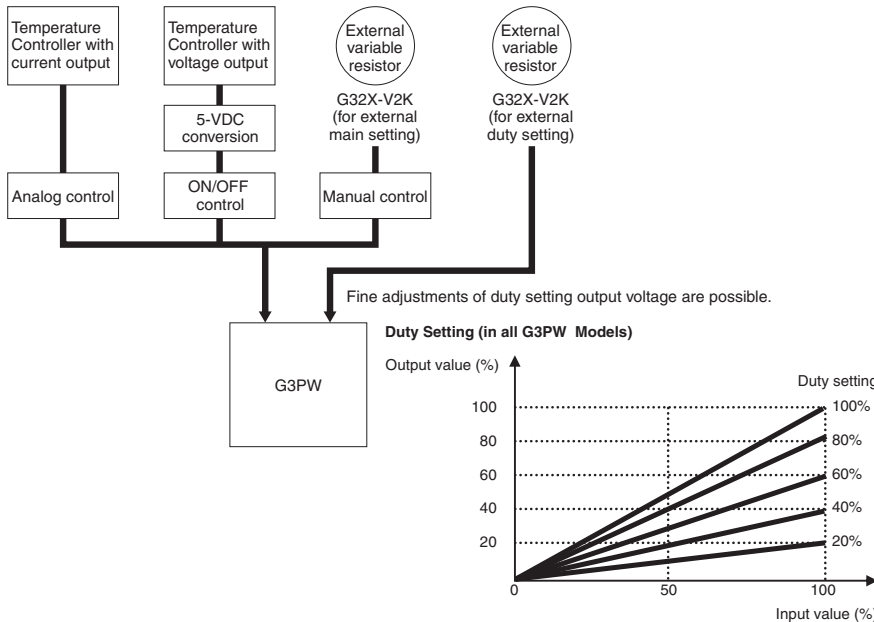 Temperature
Controller with
current output
Temperature
Controller with
voltage output
External
variable
resistor
External
variable
resistor
5-VDC
conversion
G32X-V2K
(for external
main setting)
G32X-V2K
(for external
duty setting)
Analog control
ON/OFF
control
Manual control
Fine adjustments of duty setting output voltage are possible.
G3PW
Duty Setting (in all G3PW Models)
Output value (%)
Duty setting
100
80
60
40
20
100%
80%
60%
40%
20%
0
50
100
Input value (%)